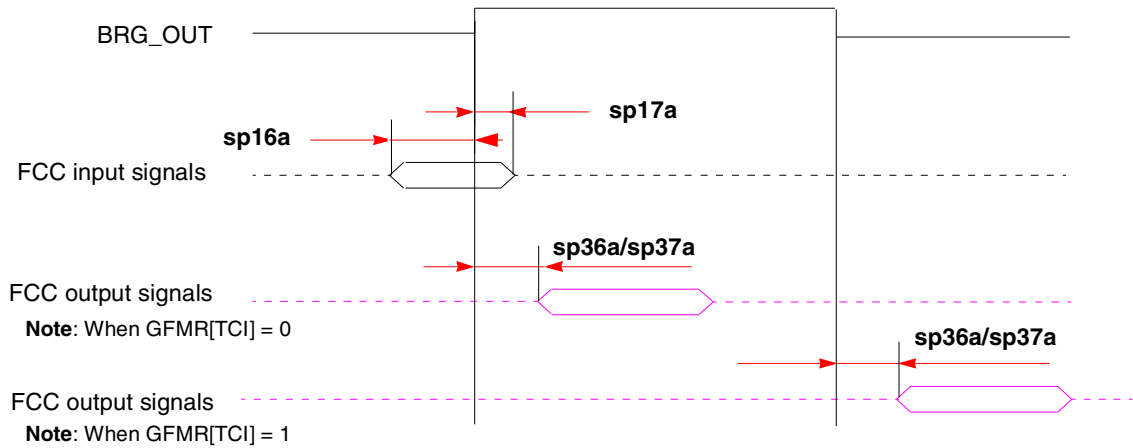 BRG_OUT
sp17a
sp16a
FCC input signals
sp36a/sp37a
FCC output signals
Note: When GFMR[TCI] = 0
sp36a/sp37a
FCC output signals
Note: When GFMR[TCI] = 1